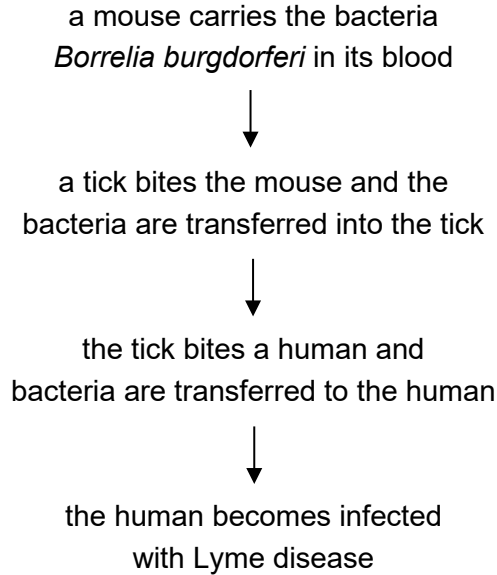 a mouse carries the bacteria
Borrelia burgdorferi in its blood
a tick bites the mouse and the
bacteria are transferred into the tick
the tick bites a human and
bacteria are transferred to the human
the human becomes infected
with Lyme disease